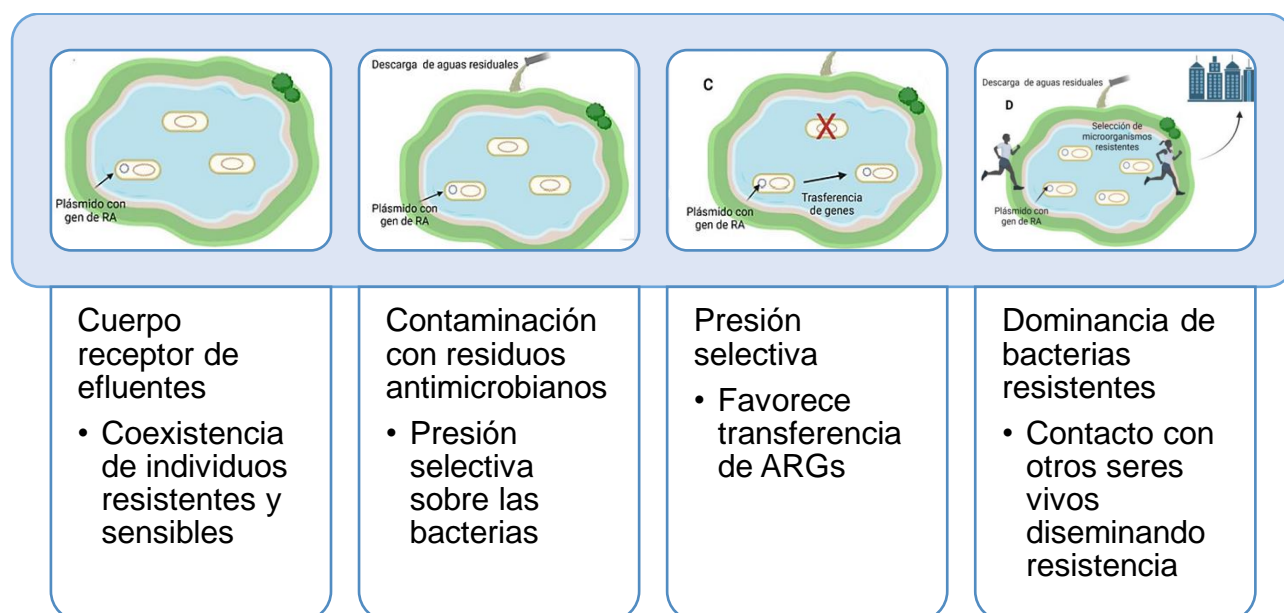 Plásmido con
gen de RA
Descarga de aguas residuales
Plásmido con
gen de RA
C
Plásmido con
gen de RA
Trasferencia
de genes
Descarga de aguas residuales
D
Selección de
microorganismos
resistentes
Plásmido con
gen de RA
Cuerpo
receptor de
efluentes
• Coexistencia
de individuos
resistentes y
sensibles
Contaminación
con residuos
antimicrobianos
• Presión
selectiva
sobre las
bacterias
Presión
selectiva
• Favorece
transferencia
de ARGs
Dominancia de
bacterias
resistentes
• Contacto con
otros seres
vivos
diseminando
resistencia